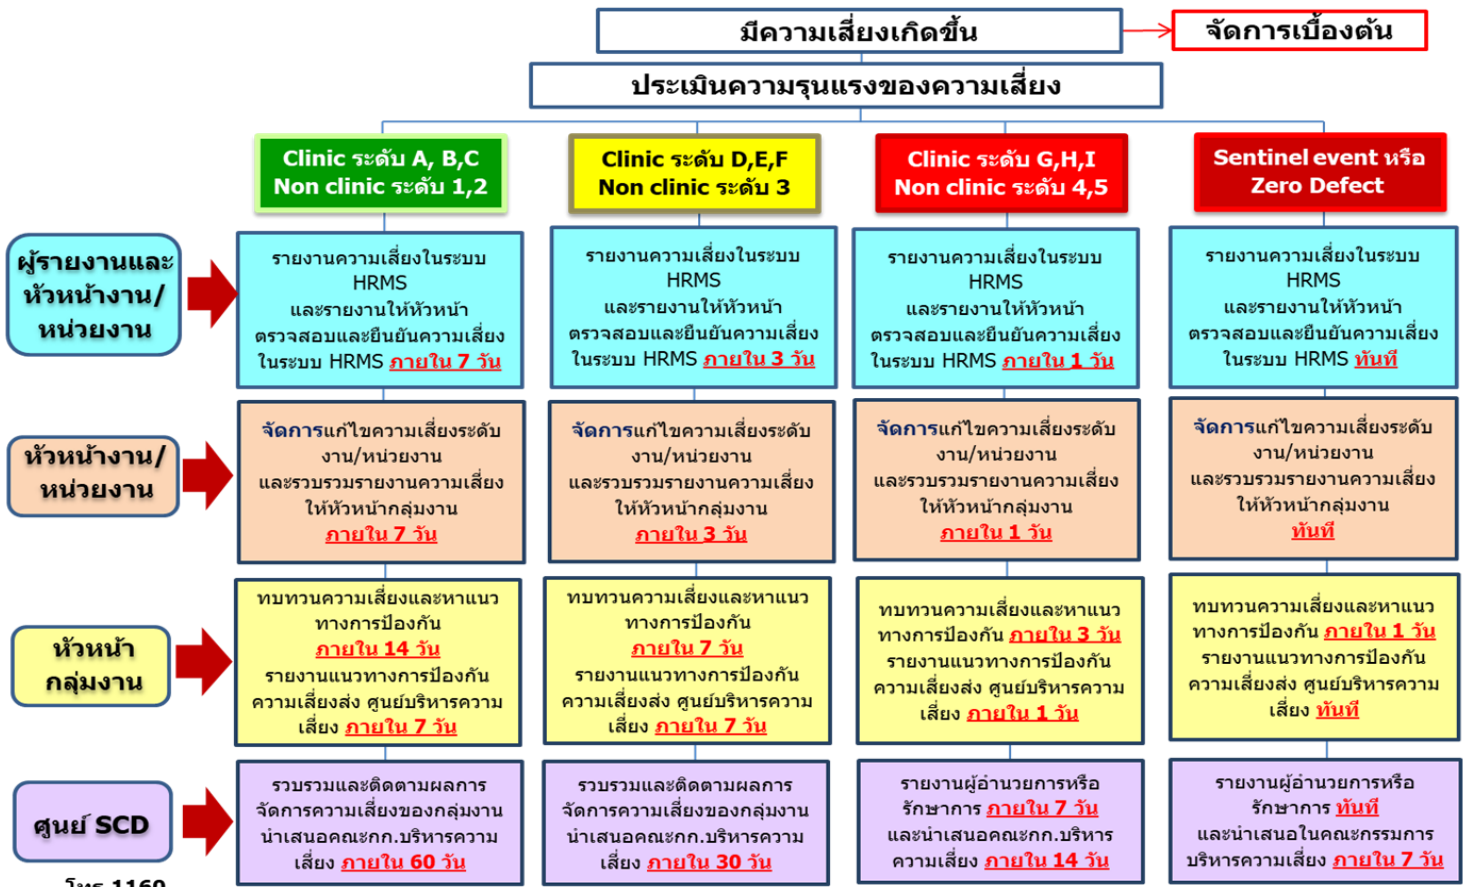 มีความเสี่ยงเกิดขึ้น
จัดการเบื้องต้น
ประเมินความรุนแรงของความเสี่ยง
Clinic ระดับ A, B,C
Non clinic ระดับ 1,2
Clinic ระดับ D,E,F
Non clinic ระดับ 3
Clinic ระดับ G,H,I
Non clinic ระดับ 4,5
Sentinel event หรือ
Zero Defect
ผู้รายงานและ
หัวหน้างาน/
หน่วยงาน
รายงานความเสี่ยงในระบบ
HRMS
และรายงานให้หัวหน้า
ตรวจสอบและยืนยันความเสี่ยง
ในระบบ HRMS ภายใน 7 วัน
รายงานความเสี่ยงในระบบ
HRMS
และรายงานให้หัวหน้า
ตรวจสอบและยืนยันความเสี่ยง
ในระบบ HRMS ภายใน 3 วัน
รายงานความเสี่ยงในระบบ
HRMS
และรายงานให้หัวหน้า
ตรวจสอบและยืนยันความเสี่ยง
ในระบบ HRMS ภายใน 1 วัน
รายงานความเสี่ยงในระบบ
HRMS
และรายงานให้หัวหน้า
ตรวจสอบและยืนยันความเสี่ยง
ในระบบ HRMS ทันที
หัวหน้างาน/
หน่วยงาน
จัดการแก้ไขความเสี่ยงระดับ
งาน/หน่วยงาน
และรวบรวมรายงานความเสี่ยง
ให้หัวหน้ากลุ่มงาน
ภายใน 7 วัน
จัดการแก้ไขความเสี่ยงระดับ
งาน/หน่วยงาน
และรวบรวมรายงานความเสี่ยง
ให้หัวหน้ากลุ่มงาน
ภายใน 3 วัน
จัดการแก้ไขความเสี่ยงระดับ
งาน/หน่วยงาน
และรวบรวมรายงานความเสี่ยง
ให้หัวหน้ากลุ่มงาน
ภายใน 1 วัน
จัดการแก้ไขความเสี่ยงระดับ
งาน/หน่วยงาน
และรวบรวมรายงานความเสี่ยง
ให้หัวหน้ากลุ่มงาน
ทันที
หัวหน้า
กลุ่มงาน
ทบทวนความเสี่ยงและหาแนว
ทางการป้องกัน
ภายใน 14 วัน
รายงานแนวทางการป้องกัน
ความเสี่ยงส่ง ศูนย์บริหารความ
เสี่ยง ภายใน 7 วัน
ทบทวนความเสี่ยงและหาแนว
ทางการป้องกัน
ภายใน 7 วัน
รายงานแนวทางการป้องกัน
ความเสี่ยงส่ง ศูนย์บริหารความ
เสี่ยง ภายใน 7 วัน
ทบทวนความเสี่ยงและหาแนว
ทางการป้องกัน ภายใน 3 วัน
รายงานแนวทางการป้องกัน
ความเสี่ยงส่ง ศูนย์บริหารความ
เสี่ยง ภายใน 1 วัน
ทบทวนความเสี่ยงและหาแนว
ทางการป้องกัน ภายใน 1 วัน
รายงานแนวทางการป้องกัน
ความเสี่ยงส่ง ศูนย์บริหารความ
เสี่ยง ทันที
ศูนย์ SCD
รวบรวมและติดตามผลการ
จัดการความเสี่ยงของกลุ่มงาน
นำเสนอคณะกก.บริหารความ
เสี่ยง ภายใน 60 วัน
รวบรวมและติดตามผลการ
จัดการความเสี่ยงของกลุ่มงาน
นำเสนอคณะกก.บริหารความ
เสี่ยง ภายใน 30 วัน
รายงานผู้อำนวยการหรือ
รักษาการ ภายใน 7 วัน
และนำเสนอคณะกก.บริหาร
ความเสี่ยง ภายใน 14 วัน
รายงานผู้อำนวยการหรือ
รักษาการ ทันที
และนำเสนอในคณะกรรมการ
บริหารความเสี่ยง ภายใน 7 วัน
โทร 1160